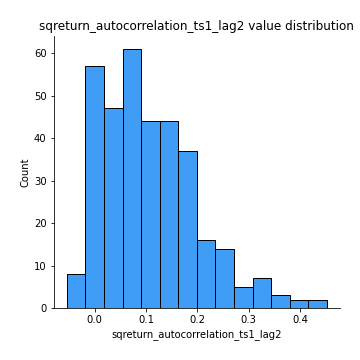 sqreturn_autocorrelation_ts1_lag2 value distribution
60
50
40
30
20
10
0
Count
0.0 0.1 0.2 0.3 0.4
sqreturn_autocorrelation_ts1_lag2